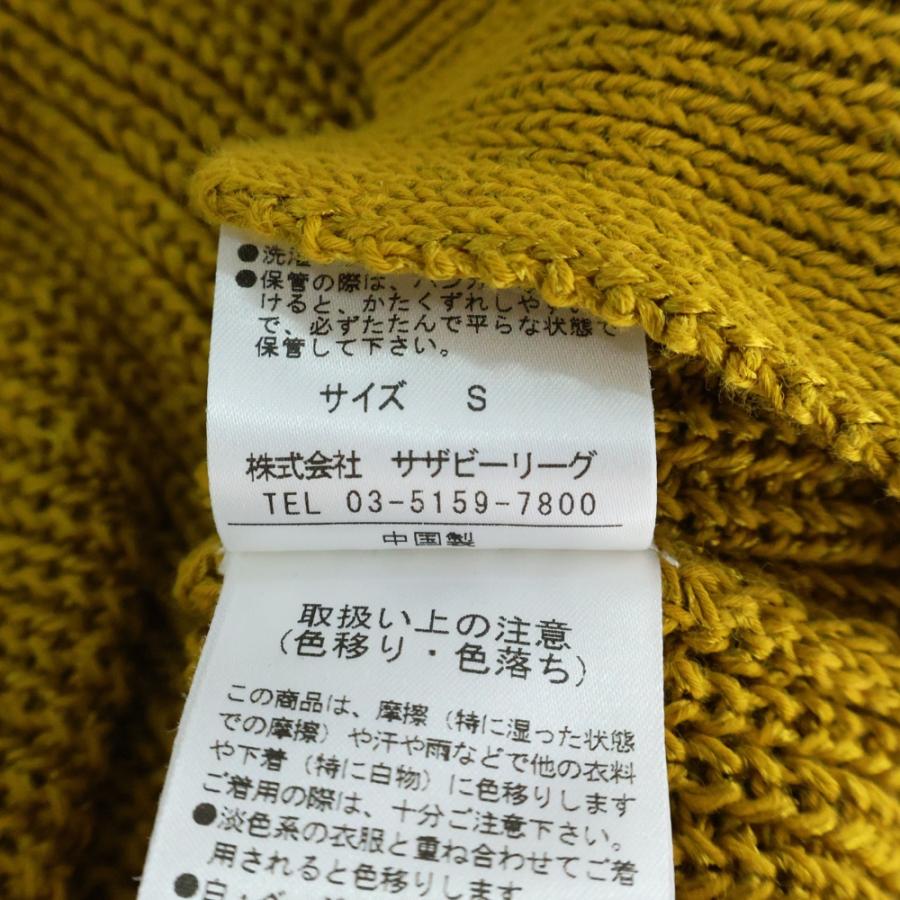 ●洗濯
●保管の際は、ハンガ
けると、かたくずれしやす
で、必ずたたんで平らな状態で
保管して下さい。
サイズ S
株式会社 サザビーリーグ
TEL 03-5159-7800
中国製
取扱い上の注意
(色移り・色落ち)
この商品は、摩擦(特に湿った状態
での摩擦)や汗や雨などで他の衣料
や下着(特に白物)に色移りします
ご着用の際は、十分ご注意下さい。
●淡色系の衣服と重ね合わせてご着
用されると色移りします
●白・